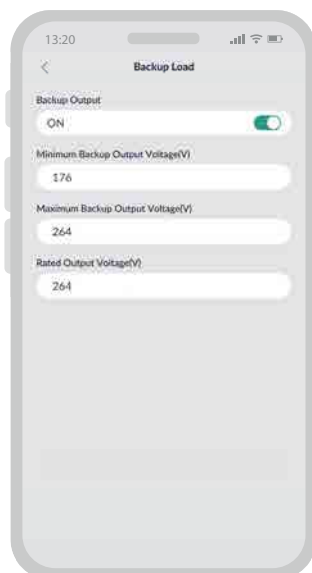 13:20
Backup Load
Backup Output
ON
Minimum Backup Output Voltage(V)
176
Maximum Backup Output Voltage(V)
264
Rated Output Voltage(V)
264